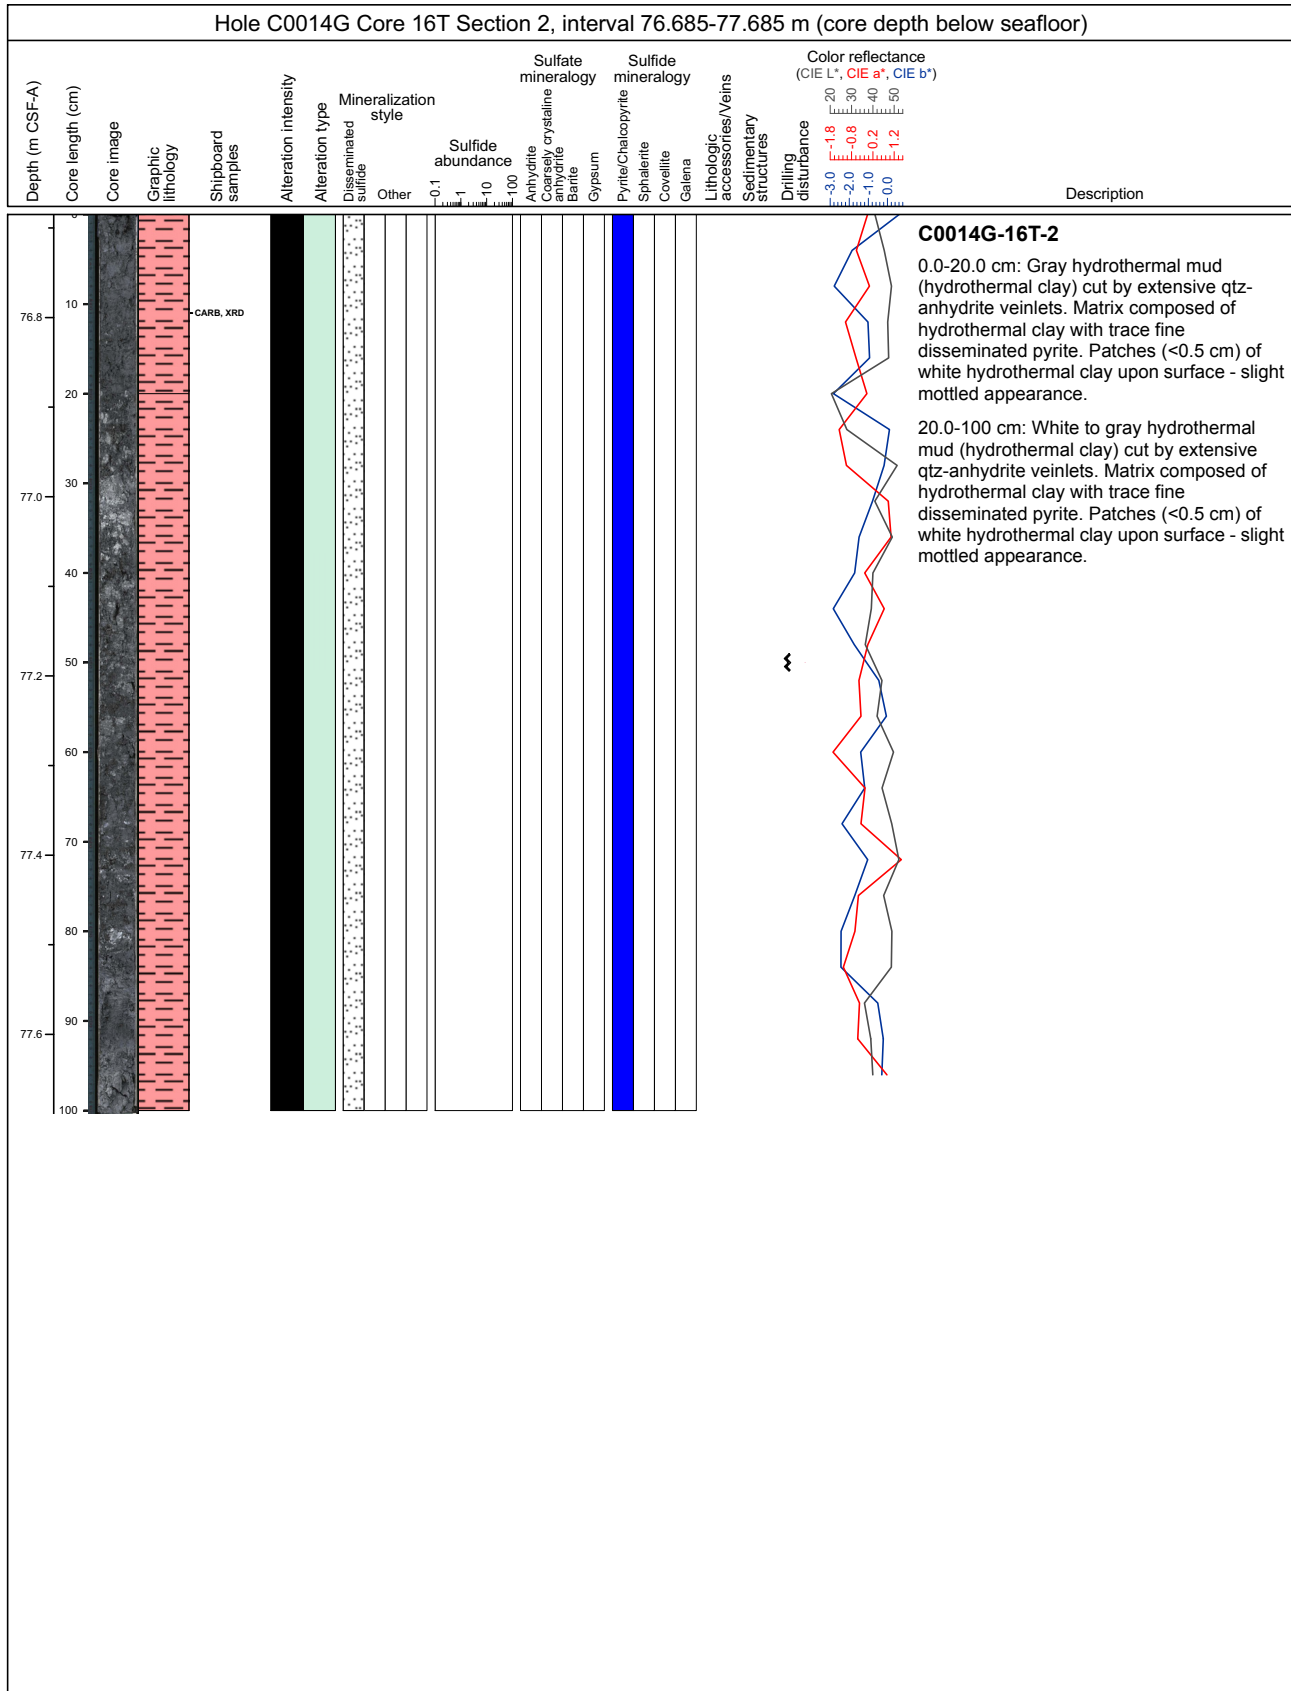 Hole C0014G Core 16T Section 2, interval 76.685-77.685 m (core depth below seafloor)
Depth (m CSF-A)
Core length (cm)
Core image
Graphic
lithology
Shipboard
samples
Alteration intensity
Alteration type
Mineralization
style
Disseminated
sulfide
Other
Sulfide
abundance
0.1
1
10
100
Sulfate
mineralogy
Anhydrite
Coarsely crystaline
anhydrite
Barite
Gypsum
Sulfide
mineralogy
Pyrite/Chalcopyrite
Sphalerite
Covellite
Galena
Lithologic
accessories/Veins
Sedimentary
structures
Drilling
disturbance
Color reflectance
(CIE L*, CIE a*, CIE b*)
20
30
40
50
-1.8
-0.8
0.2
1.2
-3.0
-2.0
-1.0
0.0
Description
76.8
77.0
77.2
77.4
77.6
0
10
20
30
40
50
60
70
80
90
100
CARB, XRD
C0014G-16T-2
0.0-20.0 cm: Gray hydrothermal mud
(hydrothermal clay) cut by extensive qtz-
anhydrite veinlets. Matrix composed of
hydrothermal clay with trace fine
disseminated pyrite. Patches (<0.5 cm) of
white hydrothermal clay upon surface - slight
mottled appearance.
20.0-100 cm: White to gray hydrothermal
mud (hydrothermal clay) cut by extensive
qtz-anhydrite veinlets. Matrix composed of
hydrothermal clay with trace fine
disseminated pyrite. Patches (<0.5 cm) of
white hydrothermal clay upon surface - slight
mottled appearance.